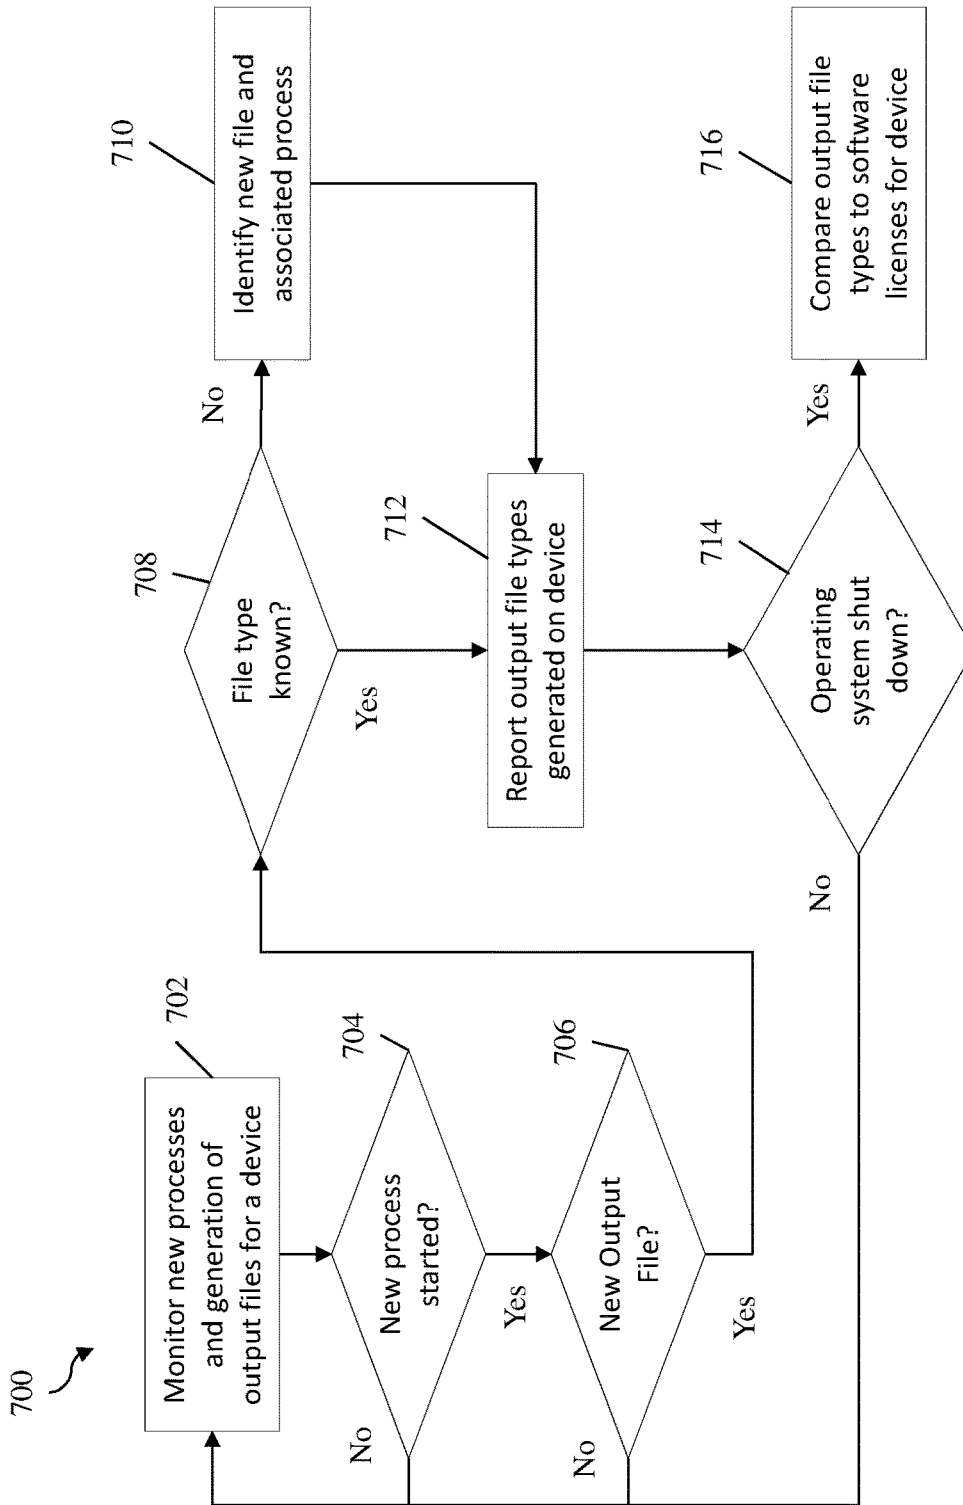 700
702
Monitor new processes
and generation of
output files for a device
704
New process
started?
No
Yes
706
New Output
File?
No
Yes
708
File type
known?
No
Yes
710
Identify new file and
associated process
712
Report output file types
generated on device
714
Operating
system shut
down?
No
Yes
716
Compare output file
types to software
licenses for device